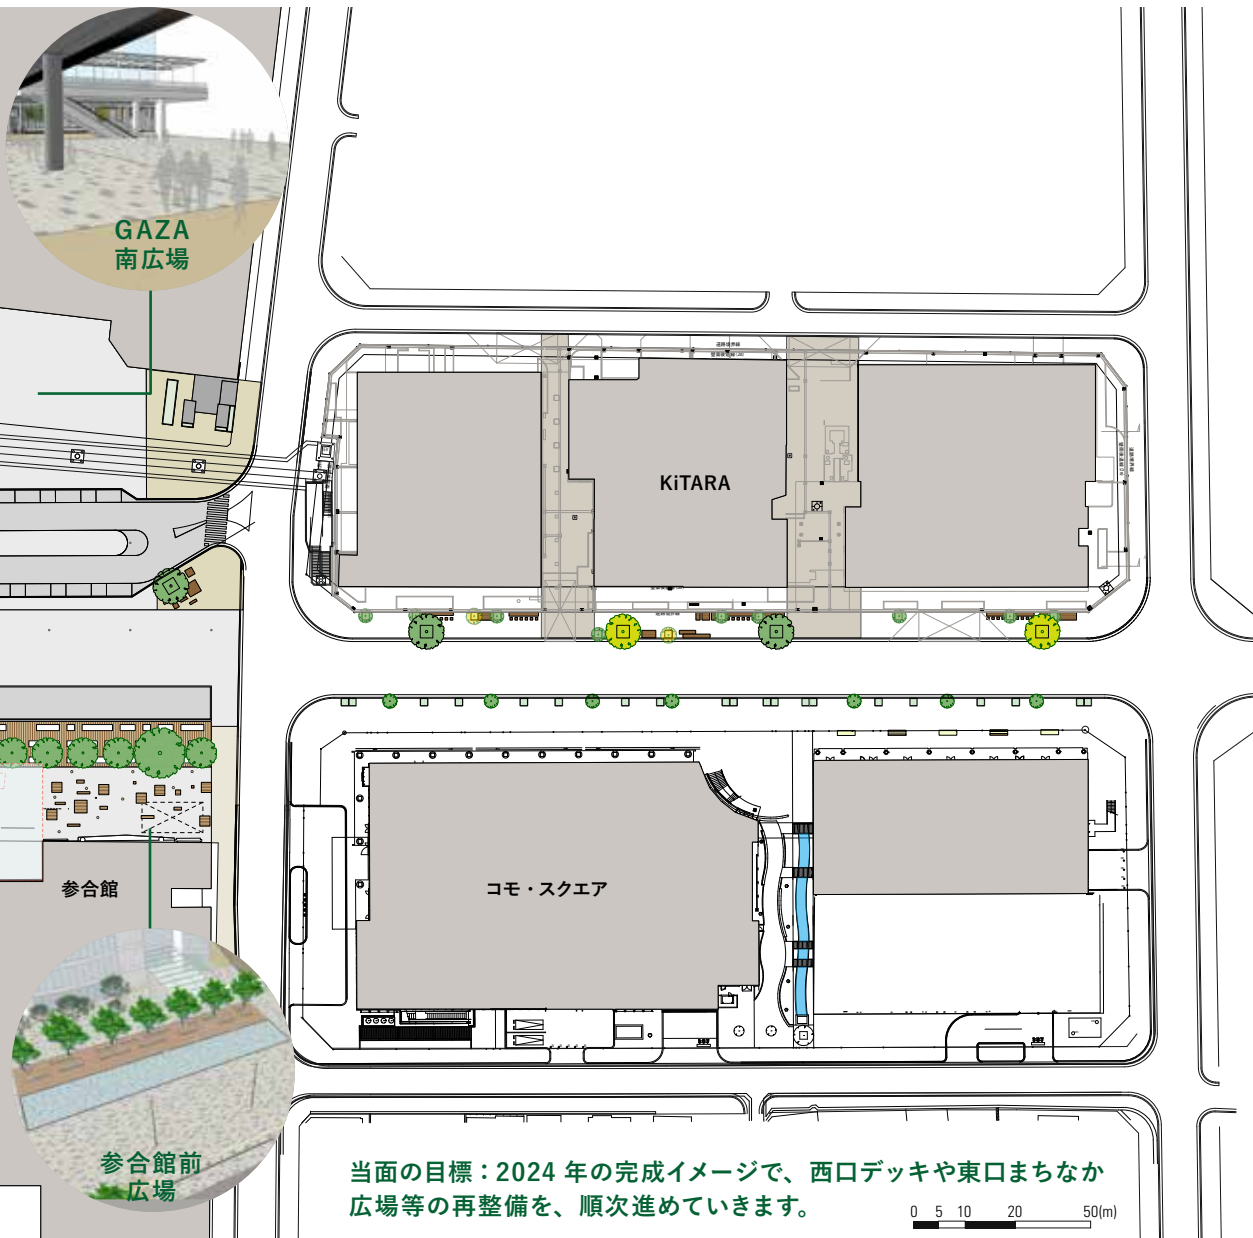 GAZA
南広場
KiTARA
参合館
コモ・スクエア
参合館前
広場
当面の目標：2024 年の完成イメージで、西口デッキや東口まちなか
広場等の再整備を、順次進めていきます。
0 5 10 20 50(m)